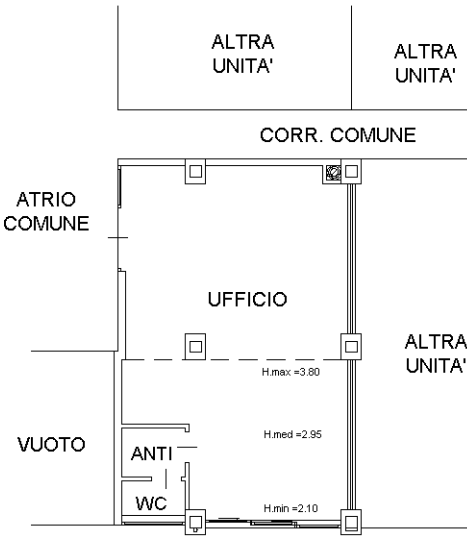 ALTRA
UNITA'
ALTRA
UNITA'
CORR. COMUNE
ATRIO
COMUNE
UFFICIO
ALTRA
UNITA'
H.max =3.80
H.med =2.95
VUOTO
ANTI
WC
H.min =2.10